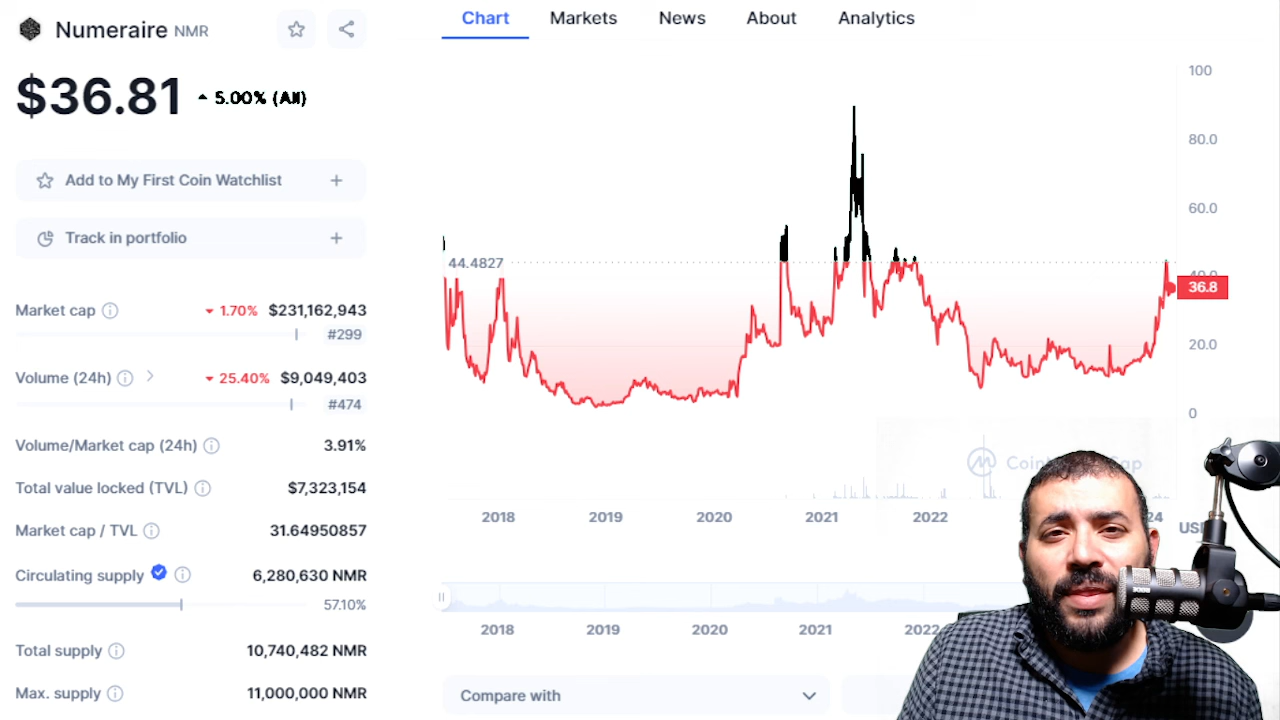 Numeraire NMR
$36.81 5.00% (All)
Add to My First Coin Watchlist +
Track in portfolio +
Market cap 1.70% $231,162,943
#299
Volume (24h) 25.40% $9,049,403
#474
Volume/Market cap (24h) 3.91%
Total value locked (TVL) $7,323,154
Market cap / TVL 31.64950857
Circulating supply 6,280,630 NMR
57.10%
Total supply 10,740,482 NMR
Max. supply 11,000,000 NMR
Chart Markets News About Analytics
100
80.0
60.0
44.4827
40.0
36.8
20.0
0
2018 2019 2020 2021 2022 24
2018 2019 2020 2021 2022
Compare with